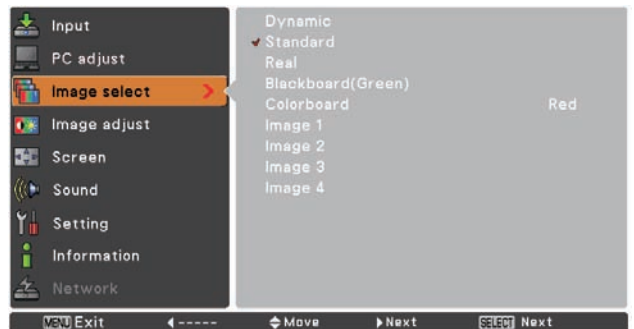 Input
PC adjust
Image select
Image adjust
Screen
Sound
Setting
Information
Network
Dynamic
Standard
Real
Blackboard(Green)
Colorboard Red
Image 1
Image 2
Image 3
Image 4
MENU Exit ----- Move Next SELECT Next